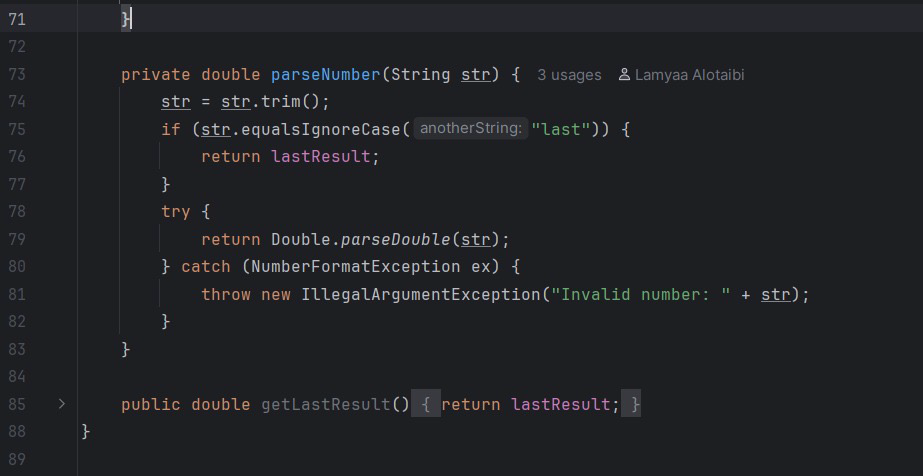 71 }
72
73 private double parseNumber(String str) { 3 usages Lamyaa Alotaibi
74 str = str.trim();
75 if (str.equalsIgnoreCase( anotherString: "last")) {
76 return lastResult;
77 }
78 try {
79 return Double.parseDouble(str);
80 } catch (NumberFormatException ex) {
81 throw new IllegalArgumentException("Invalid number: " + str);
82 }
83 }
84
85 public double getLastResult() { return lastResult; }
88 }
89